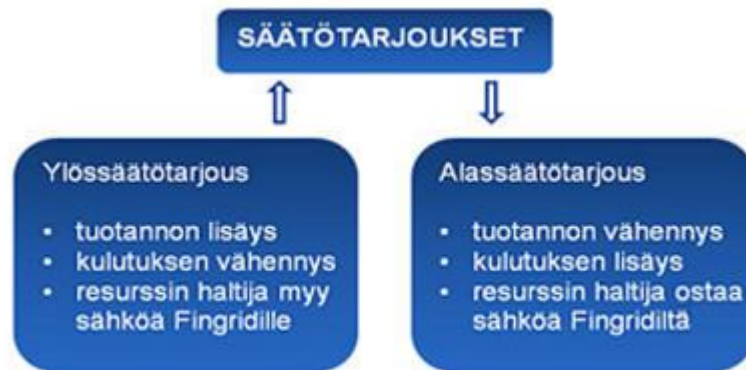 SÄÄTÖTARJOUKSET
Ylössäätötarjous
• tuotannon lisäys
• kulutuksen vähennys
• resurssin haltija myy
sähköä Fingridille
Alassäätötarjous
• tuotannon vähennys
• kulutuksen lisäys
• resurssin haltija ostaa
sähköä Fingridiltä